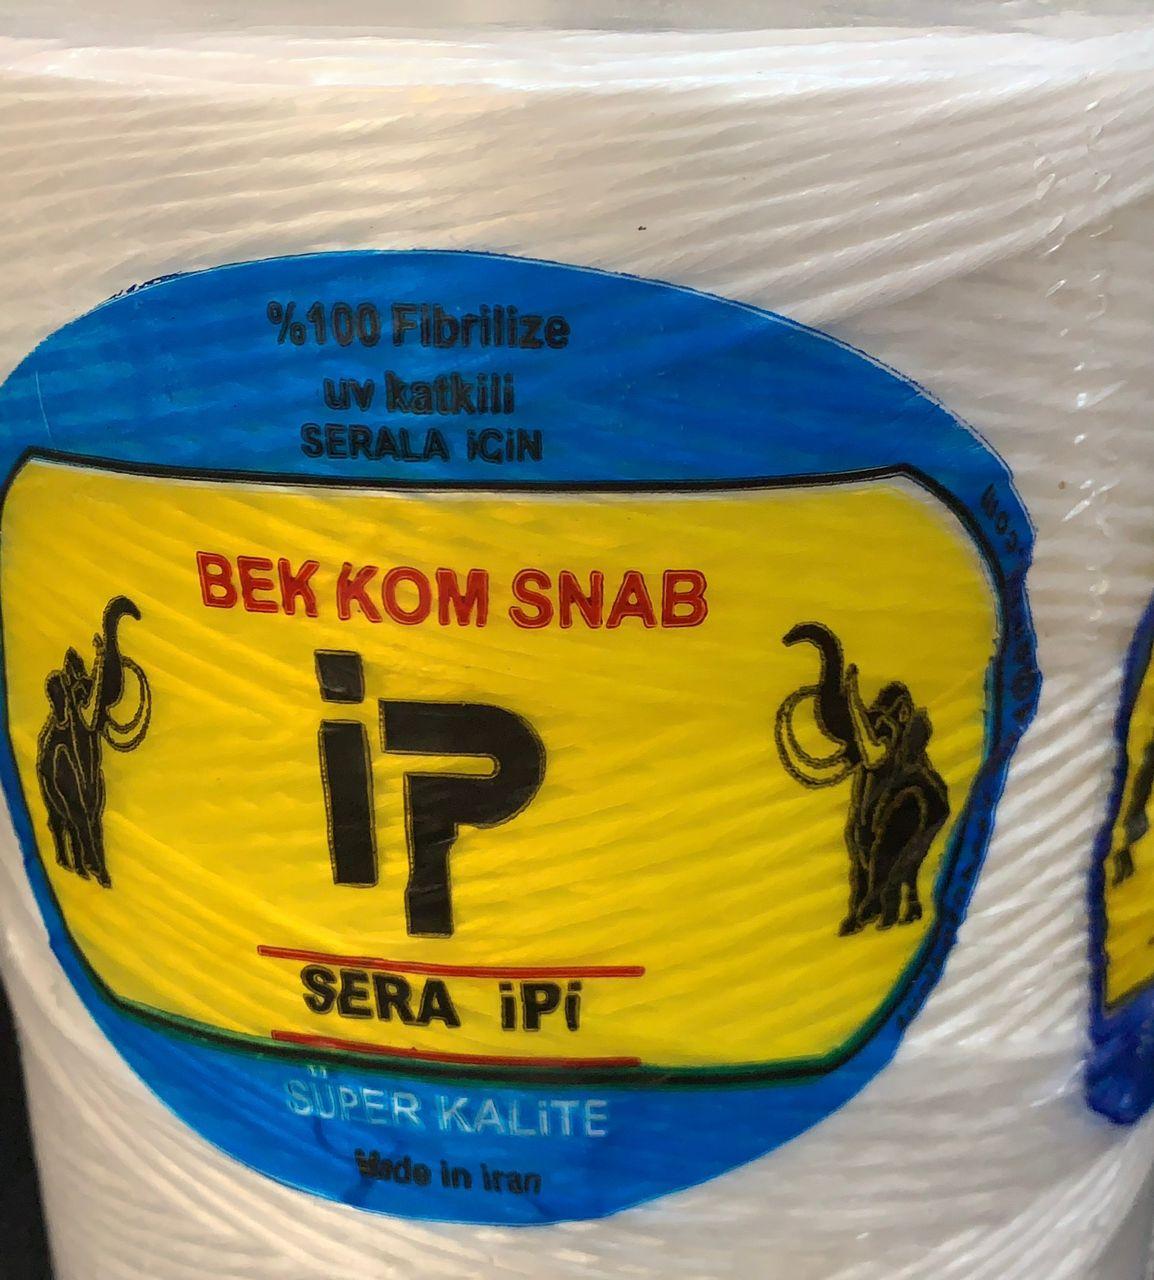 %100 Fibrilize
uv katkili
SERALA iCiN
BEK KOM SNAB
iP
SERA iPi
SÜPER KALiTE
Made in iran